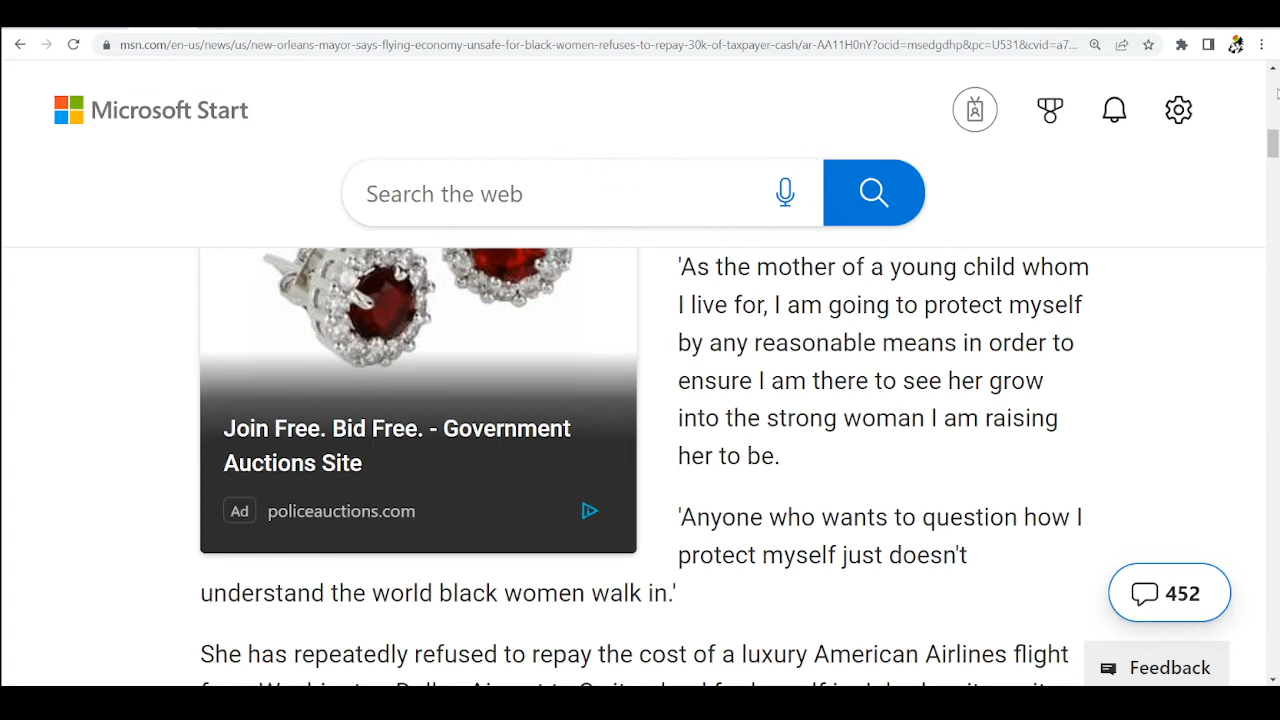 msn.com/en-us/news/us/new-orleans-mayor-says-flying-economy-unsafe-for-black-women-refuses-to-repay-30k-of-taxpayer-cash/ar-AA11H0nY?ocid=msedgdhp&pc=U531&cvid=a7...
Microsoft Start
Search the web
'As the mother of a young child whom
I live for, I am going to protect myself
by any reasonable means in order to
ensure I am there to see her grow
into the strong woman I am raising
her to be.
Join Free. Bid Free. - Government
Auctions Site
Ad policeauctions.com
'Anyone who wants to question how I
protect myself just doesn't
understand the world black women walk in.'
452
She has repeatedly refused to repay the cost of a luxury American Airlines flight
Feedback